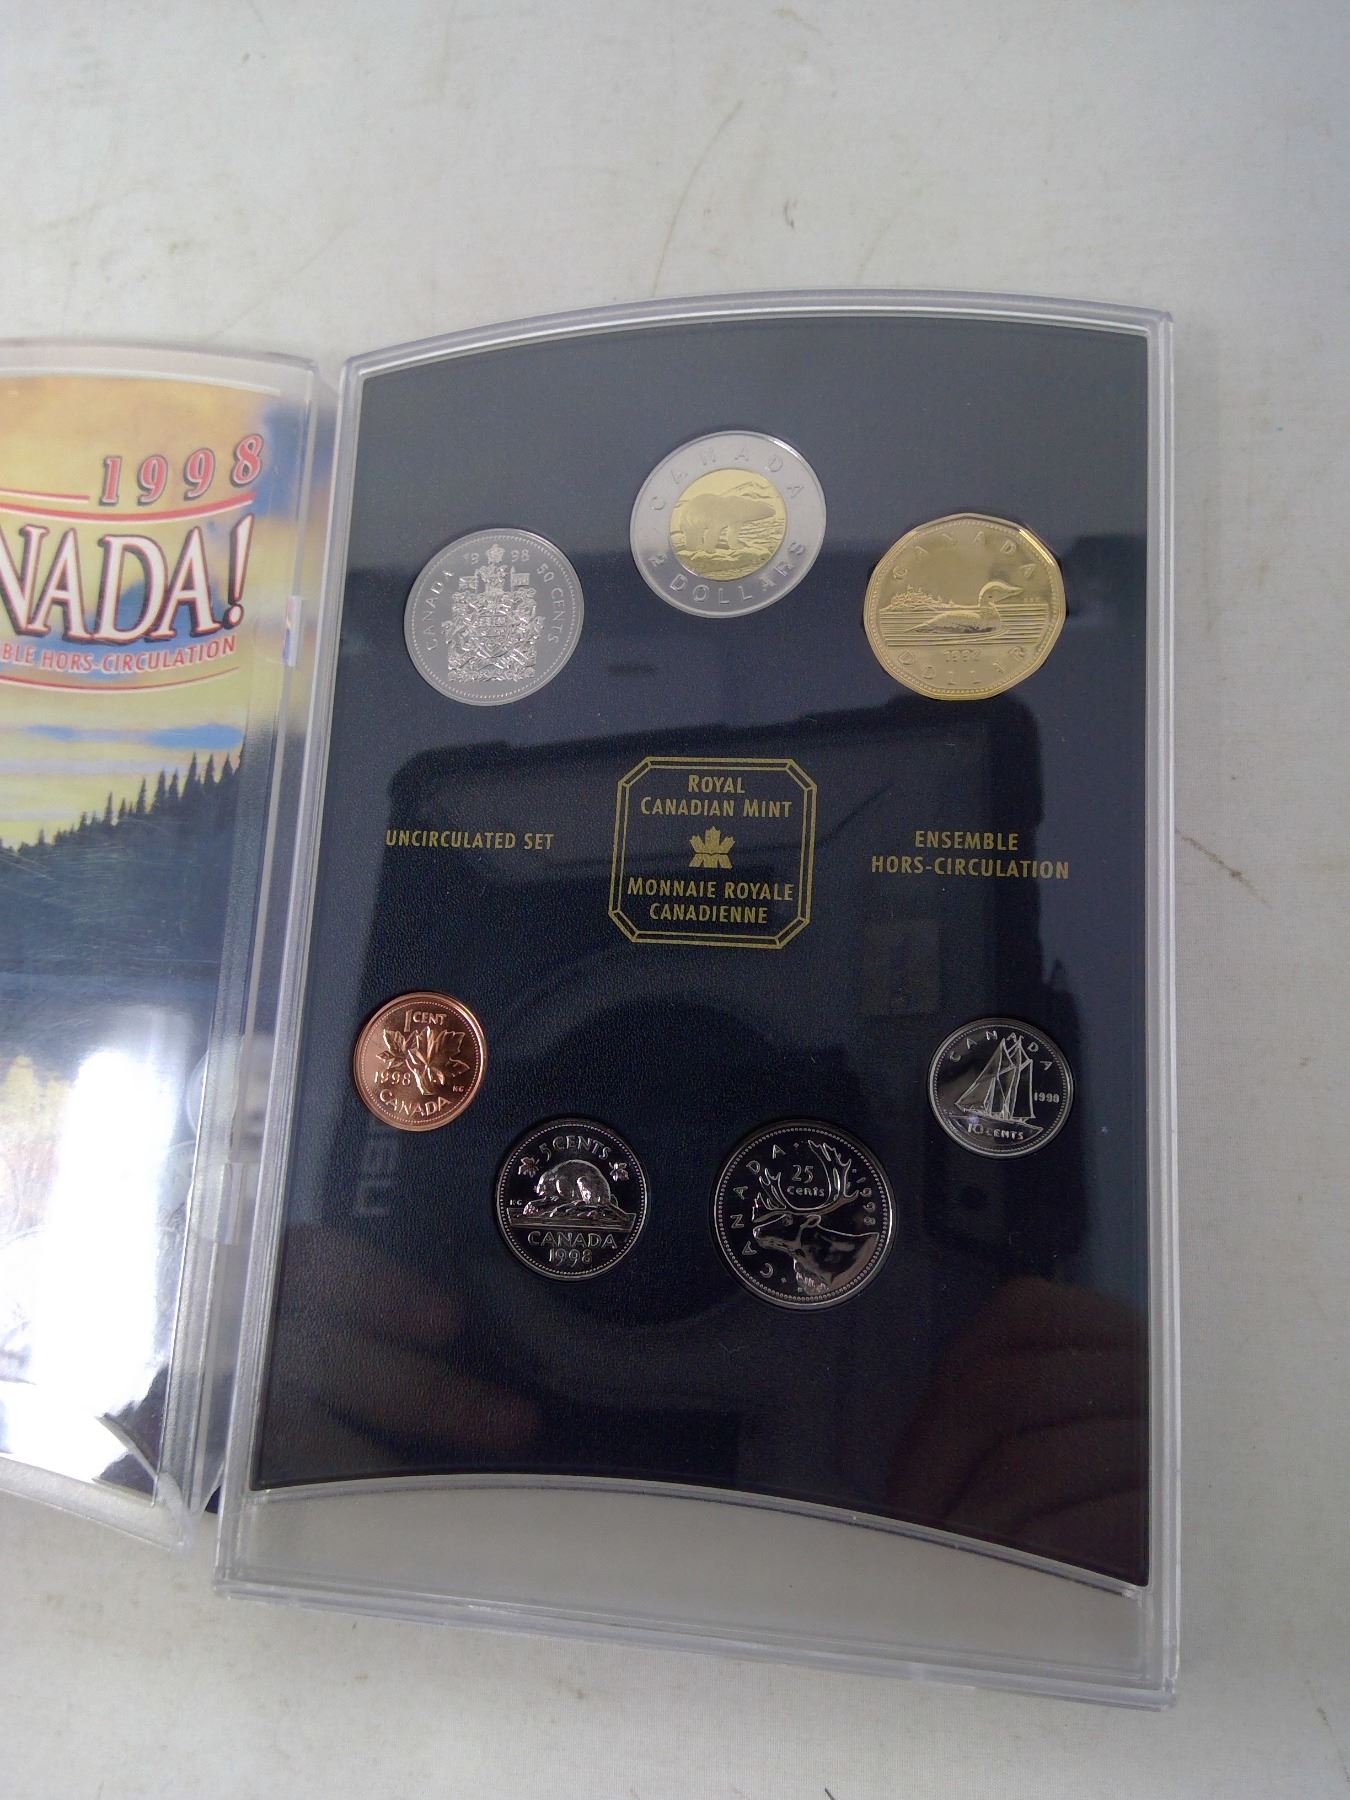 1998
NADA!
BLE HORS-CIRCULATION
CANADA
2 DOLLARS
CANADA 1998 50 CENTS
CANADA
DOLLAR
ROYAL
CANADIAN MINT
MONNAIE ROYALE
CANADIENNE
UNCIRCULATED SET
ENSEMBLE
HORS-CIRCULATION
1 CENT
1998
KG
CANADA
5 CENTS
KG
CANADA
1998
CANADA
25
cents
1998
CANADA
1998
10 CENTS